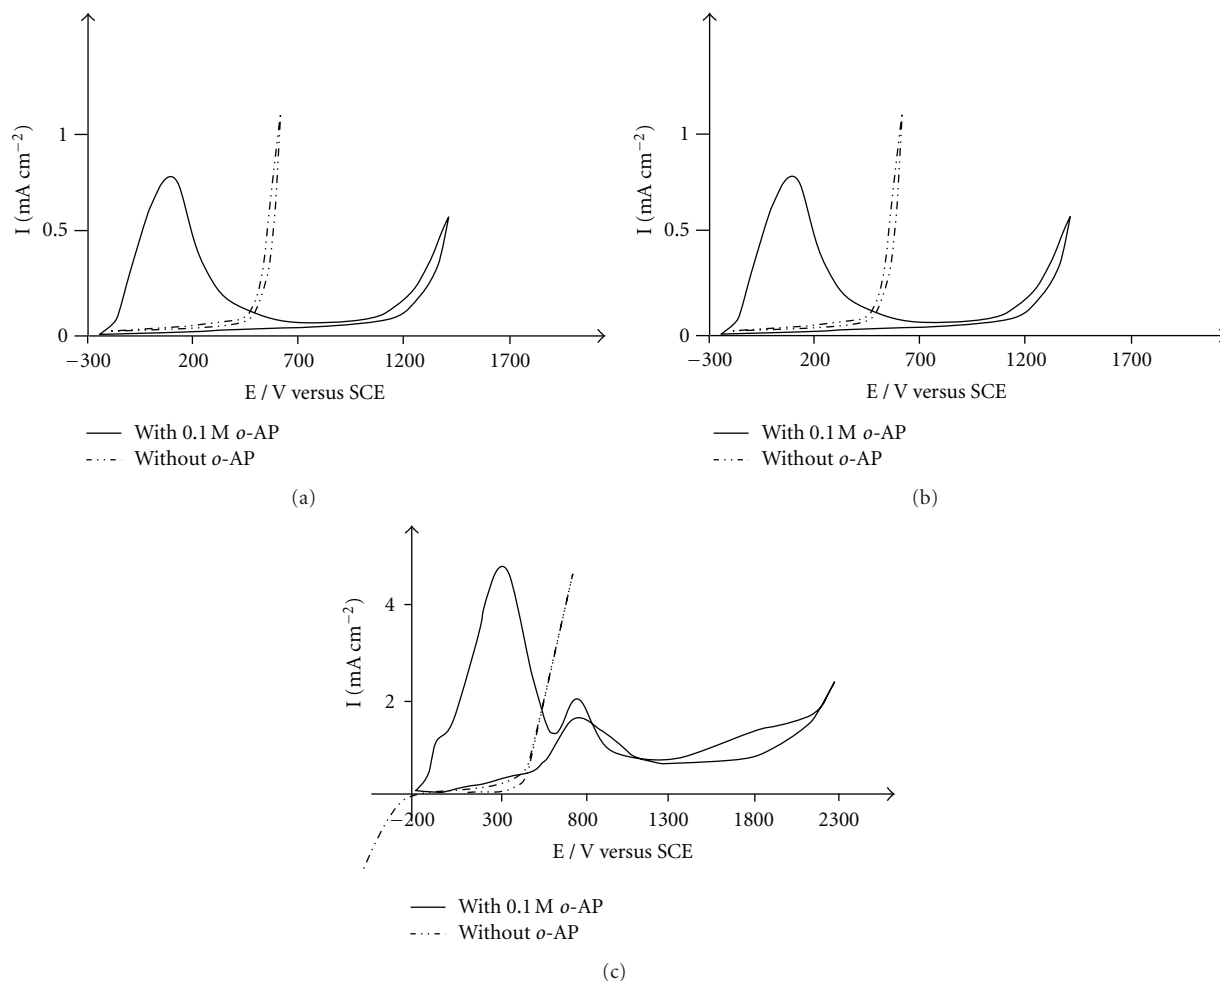 I (mA cm−2)
1
0.5
0
−300
200
700
1200
1700
E / V versus SCE
With 0.1 M o-AP
Without o-AP
(a)
I (mA cm−2)
1
0.5
0
−300
200
700
1200
1700
E / V versus SCE
With 0.1 M o-AP
Without o-AP
(b)
I (mA cm−2)
4
2
−200
300
800
1300
1800
2300
E / V versus SCE
With 0.1 M o-AP
Without o-AP
(c)